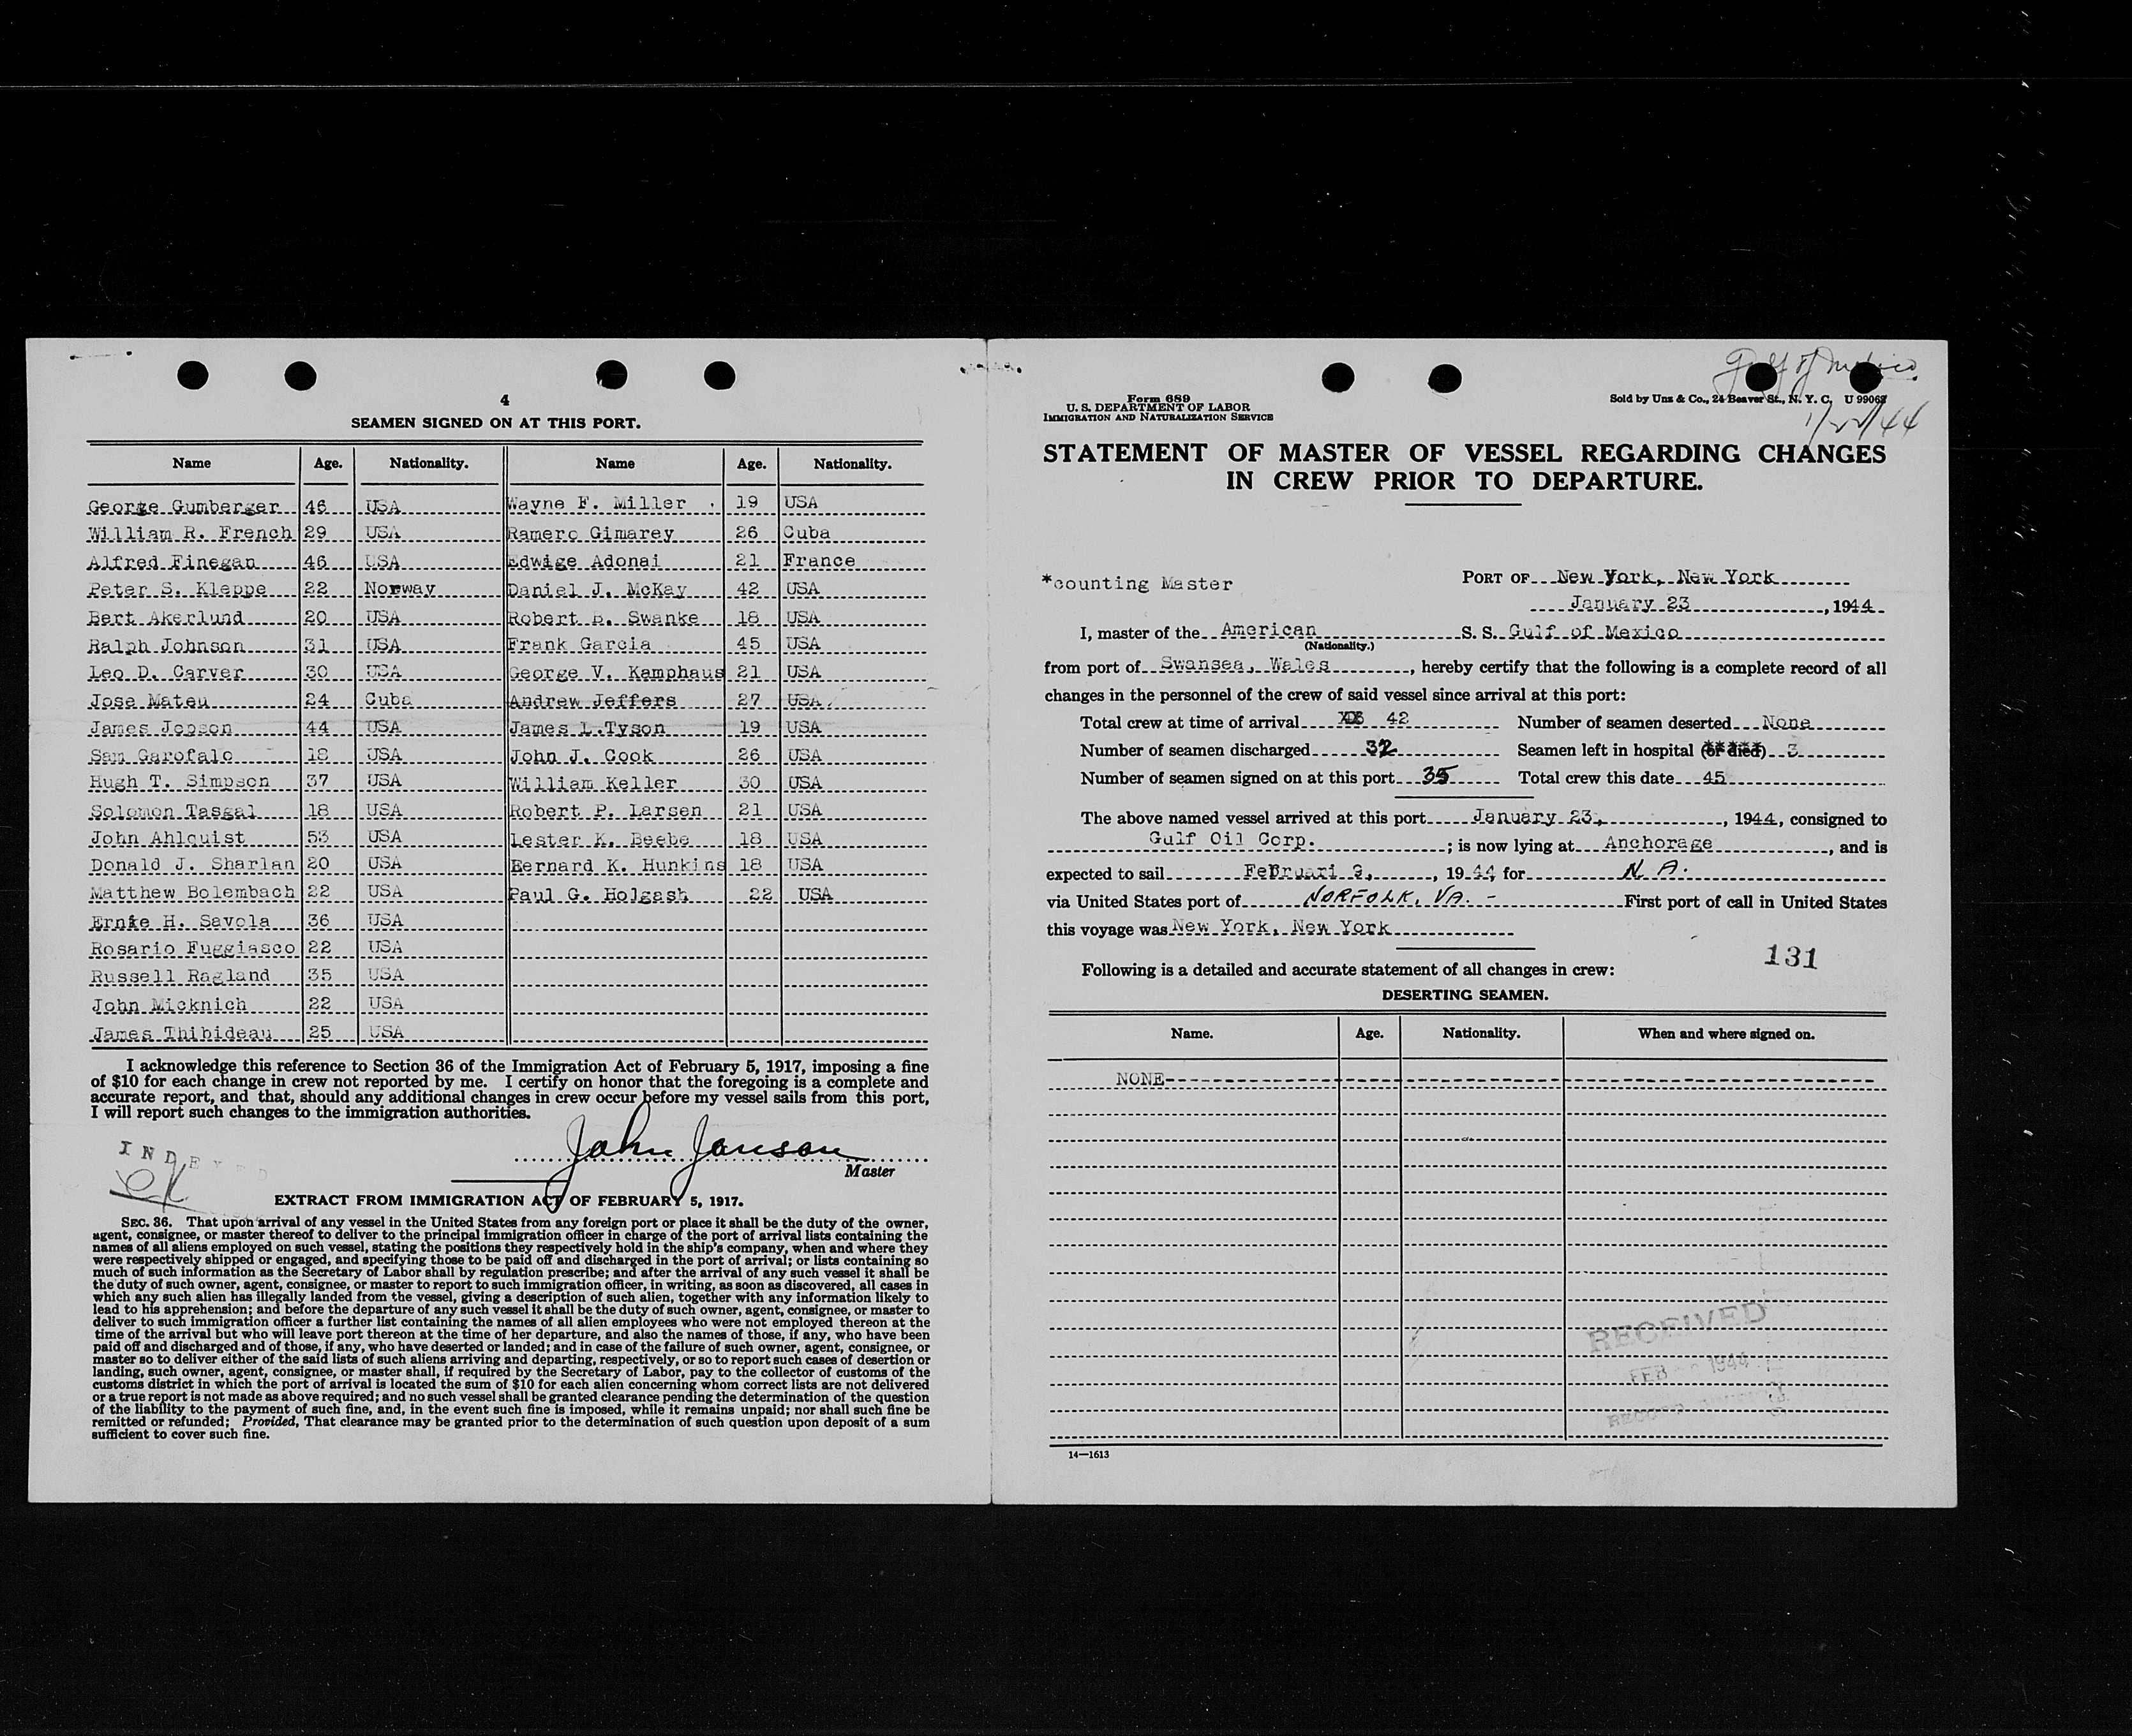 4
SEAMEN SIGNED ON AT THIS PORT.
Name Age. Nationality. Name Age. Nationality.
George Gumberger 46 USA Wayne F. Miller 19 USA
William R. French 29 USA Ramero Gimarey 26 Cuba
Alfred Finegan 46 USA Edwige Adonai 21 France
Peter S. Kleppe 22 Norway Daniel J. McKay 42 USA
Bert Akerlund 20 USA Robert B. Swanke 18 USA
Ralph Johnson 31 USA Frank Garcia 45 USA
Leo D. Carver 30 USA George V. Kamphaus 21 USA
Jose Mateu 24 Cuba Andrew Jeffers 27 USA
James Jopson 44 USA James L.Tyson 19 USA
Sam Garofalo 18 USA John J. Cook 26 USA
Hugh T. Simpson 37 USA William Keller 30 USA
Solomon Tasgal 18 USA Robert P. Larsen 21 USA
John Ahlquist 53 USA Lester K. Beebe 18 USA
Donald J. Sharlan 20 USA Bernard K. Hunkins 18 USA
Matthew Bolembach 22 USA Paul G. Holgash 22 USA
Ernie H. Savola 36 USA
Rosario Fuggiasco 22 USA
Russell Ragland 35 USA
John Micknich 22 USA
James Thibideau 25 USA
I acknowledge this reference to Section 36 of the Immigration Act of February 5, 1917, imposing a fine
of $10 for each change in crew not reported by me. I certify on honor that the foregoing is a complete and
accurate report, and that, should any additional changes in crew occur before my vessel sails from this port,
I will report such changes to the immigration authorities.
John Janson
Master
INDEXED
EXTRACT FROM IMMIGRATION ACT OF FEBRUARY 5, 1917.
SEC. 36. That upon arrival of any vessel in the United States from any foreign port or place it shall be the duty of the owner,
agent, consignee, or master thereof to deliver to the principal immigration officer in charge of the port of arrival lists containing the
names of all aliens employed on such vessel, stating the positions they respectively hold in the ship's company, when and where they
were respectively shipped or engaged, and specifying those to be paid off and discharged in the port of arrival; or lists containing so
much of such information as the Secretary of Labor shall by regulation prescribe; and after the arrival of any such vessel it shall be
the duty of such owner, agent, consignee, or master to report to such immigration officer, in writing, as soon as discovered, all cases in
which any such alien has illegally landed from the vessel, giving a description of such alien, together with any information likely to
lead to his apprehension; and before the departure of any such vessel it shall be the duty of such owner, agent, consignee, or master to
deliver to such immigration officer a further list containing the names of all alien employees who were not employed thereon at the
time of the arrival but who will leave port thereon at the time of her departure, and also the names of those, if any, who have been
paid off and discharged and of those, if any, who have deserted or landed; and in case of the failure of such owner, agent, consignee, or
master so to deliver either of the said lists of such aliens arriving and departing, respectively, or so to report such cases of desertion or
landing, such owner, agent, consignee, or master shall, if required by the Secretary of Labor, pay to the collector of customs of the
customs district in which the port of arrival is located the sum of $10 for each alien concerning whom correct lists are not delivered
or a true report is not made as above required; and no such vessel shall be granted clearance pending the determination of the question
of the liability to the payment of such fine, and, in the event such fine is imposed, while it remains unpaid; nor shall such fine be
remitted or refunded; Provided, That clearance may be granted prior to the determination of such question upon deposit of a sum
sufficient to cover such fine.
Gulf of Mexico
1/22/44
Form 689
U. S. DEPARTMENT OF LABOR
IMMIGRATION AND NATURALIZATION SERVICE
Sold by Unz & Co., 24 Beaver St., N. Y. C. U 99068
STATEMENT OF MASTER OF VESSEL REGARDING CHANGES
IN CREW PRIOR TO DEPARTURE.
*counting Master
PORT OF New York, New York
January 23, 1944
I, master of the American S. S. Gulf of Mexico
(Nationality.)
from port of Swansea, Wales, hereby certify that the following is a complete record of all
changes in the personnel of the crew of said vessel since arrival at this port:
Total crew at time of arrival 42 Number of seamen deserted None
Number of seamen discharged 32 Seamen left in hospital (or died) 3
Number of seamen signed on at this port 35 Total crew this date 45
The above named vessel arrived at this port January 23, 1944, consigned to
Gulf Oil Corp.; is now lying at Anchorage, and is
expected to sail Februari 3, 1944 for N A.
via United States port of NORFOLK, VA. - First port of call in United States
this voyage was New York, New York
131
Following is a detailed and accurate statement of all changes in crew:
DESERTING SEAMEN.
Name. Age. Nationality. When and where signed on.
NONE
RECEIVED
FEB 1944
14—1613